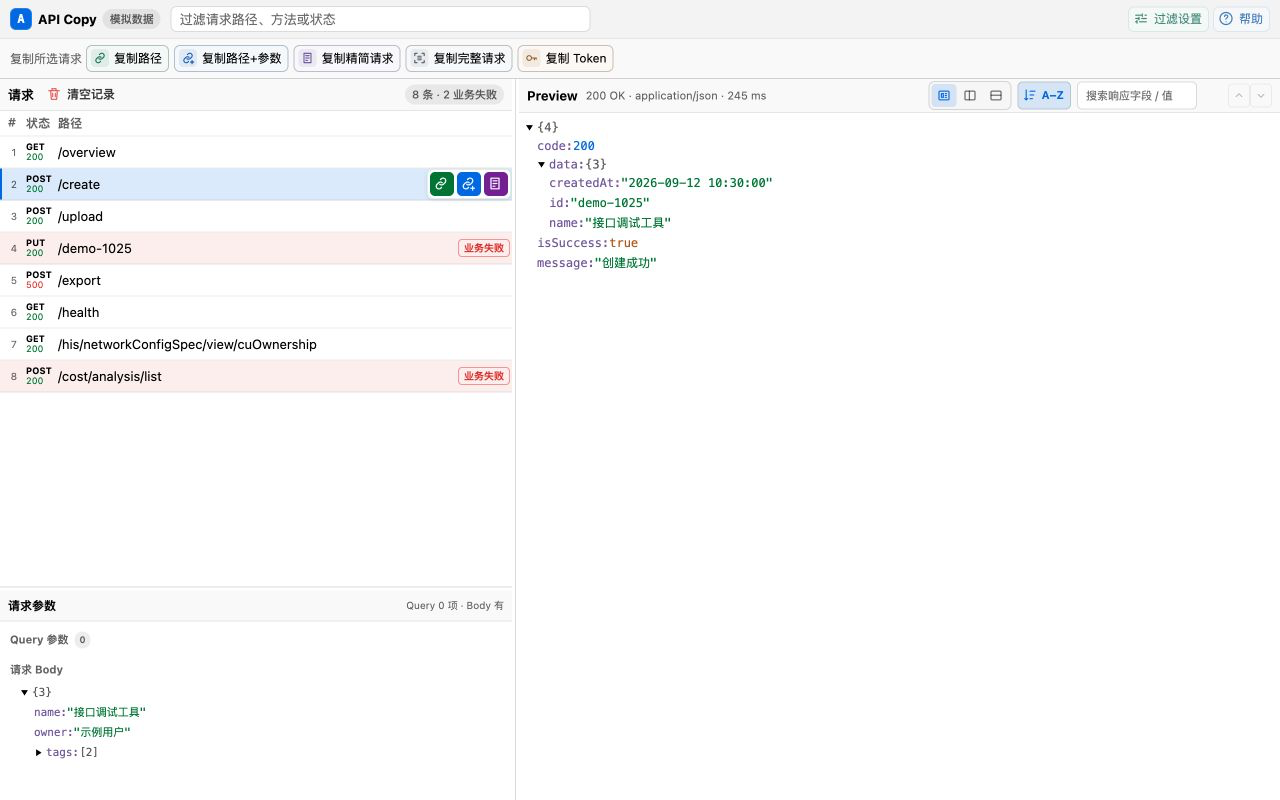 A API Copy 模拟数据 过滤请求路径、方法或状态 过滤设置 帮助
复制所选请求 复制路径 复制路径+参数 复制精简请求 复制完整请求 复制 Token
请求 清空记录 8 条 · 2 业务失败
# 状态 路径
1 GET 200 /overview
2 POST 200 /create
3 POST 200 /upload
4 PUT 200 /demo-1025 业务失败
5 POST 500 /export
6 GET 200 /health
7 GET 200 /his/networkConfigSpec/view/cuOwnership
8 POST 200 /cost/analysis/list 业务失败
请求参数 Query 0 项 · Body 有
Query 参数 0
请求 Body
{3}
name:"接口调试工具"
owner:"示例用户"
tags:[2]
Preview 200 OK · application/json · 245 ms A–Z 搜索响应字段 / 值
{4}
code:200
data:{3}
createdAt:"2026-09-12 10:30:00"
id:"demo-1025"
name:"接口调试工具"
isSuccess:true
message:"创建成功"